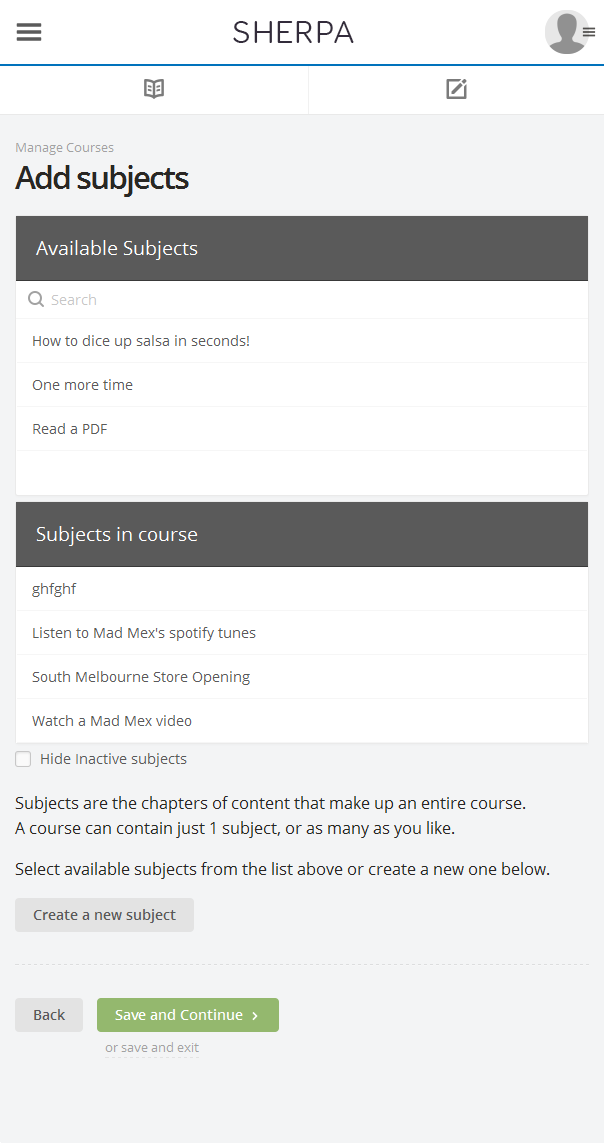 SHERPA
Manage Courses
Add subjects
Available Subjects
Search
How to dice up salsa in seconds!
One more time
Read a PDF
Subjects in course
ghfghf
Listen to Mad Mex's spotify tunes
South Melbourne Store Opening
Watch a Mad Mex video
Hide Inactive subjects
Subjects are the chapters of content that make up an entire course.
A course can contain just 1 subject, or as many as you like.
Select available subjects from the list above or create a new one below.
Create a new subject
Back
Save and Continue ›
or save and exit